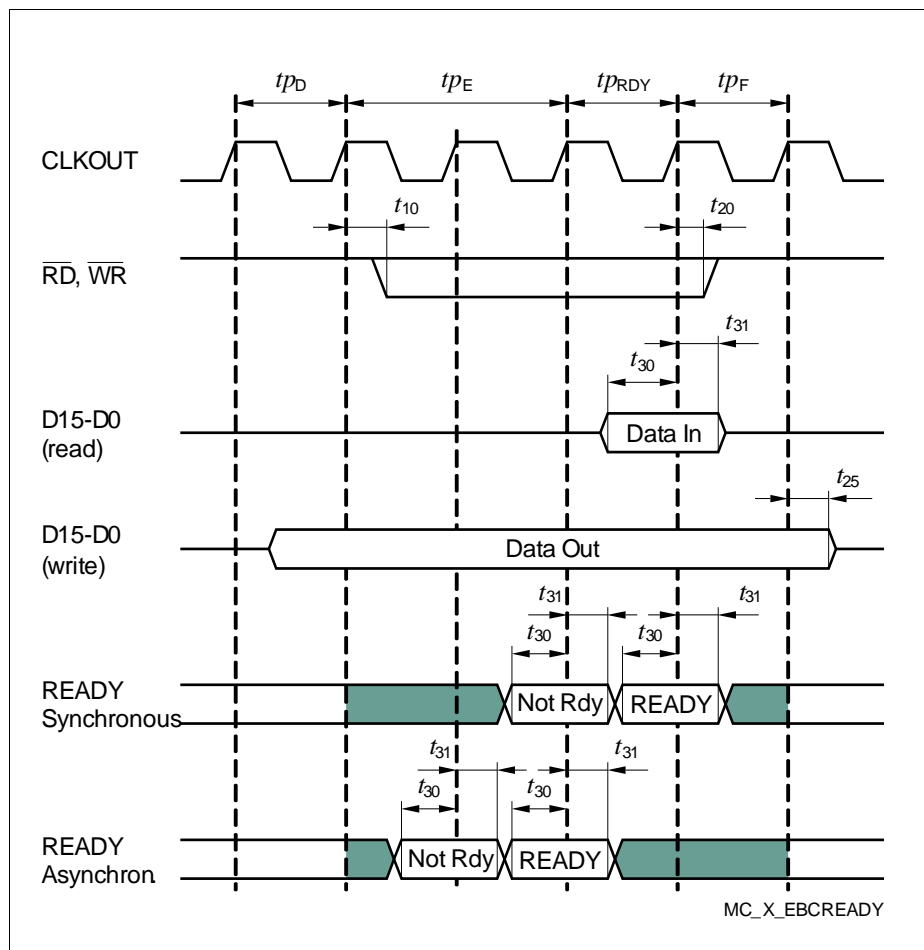 tpD tpE tpRDY tpF
CLKOUT
t10 t20
RD, WR
t31
t30
D15-D0
(read)
Data In
t25
D15-D0
(write)
Data Out
t31 t31
t30 t30
READY
Synchronous
Not Rdy READY
t31 t31
t30 t30
READY
Asynchron.
Not Rdy READY
MC_X_EBCREADY